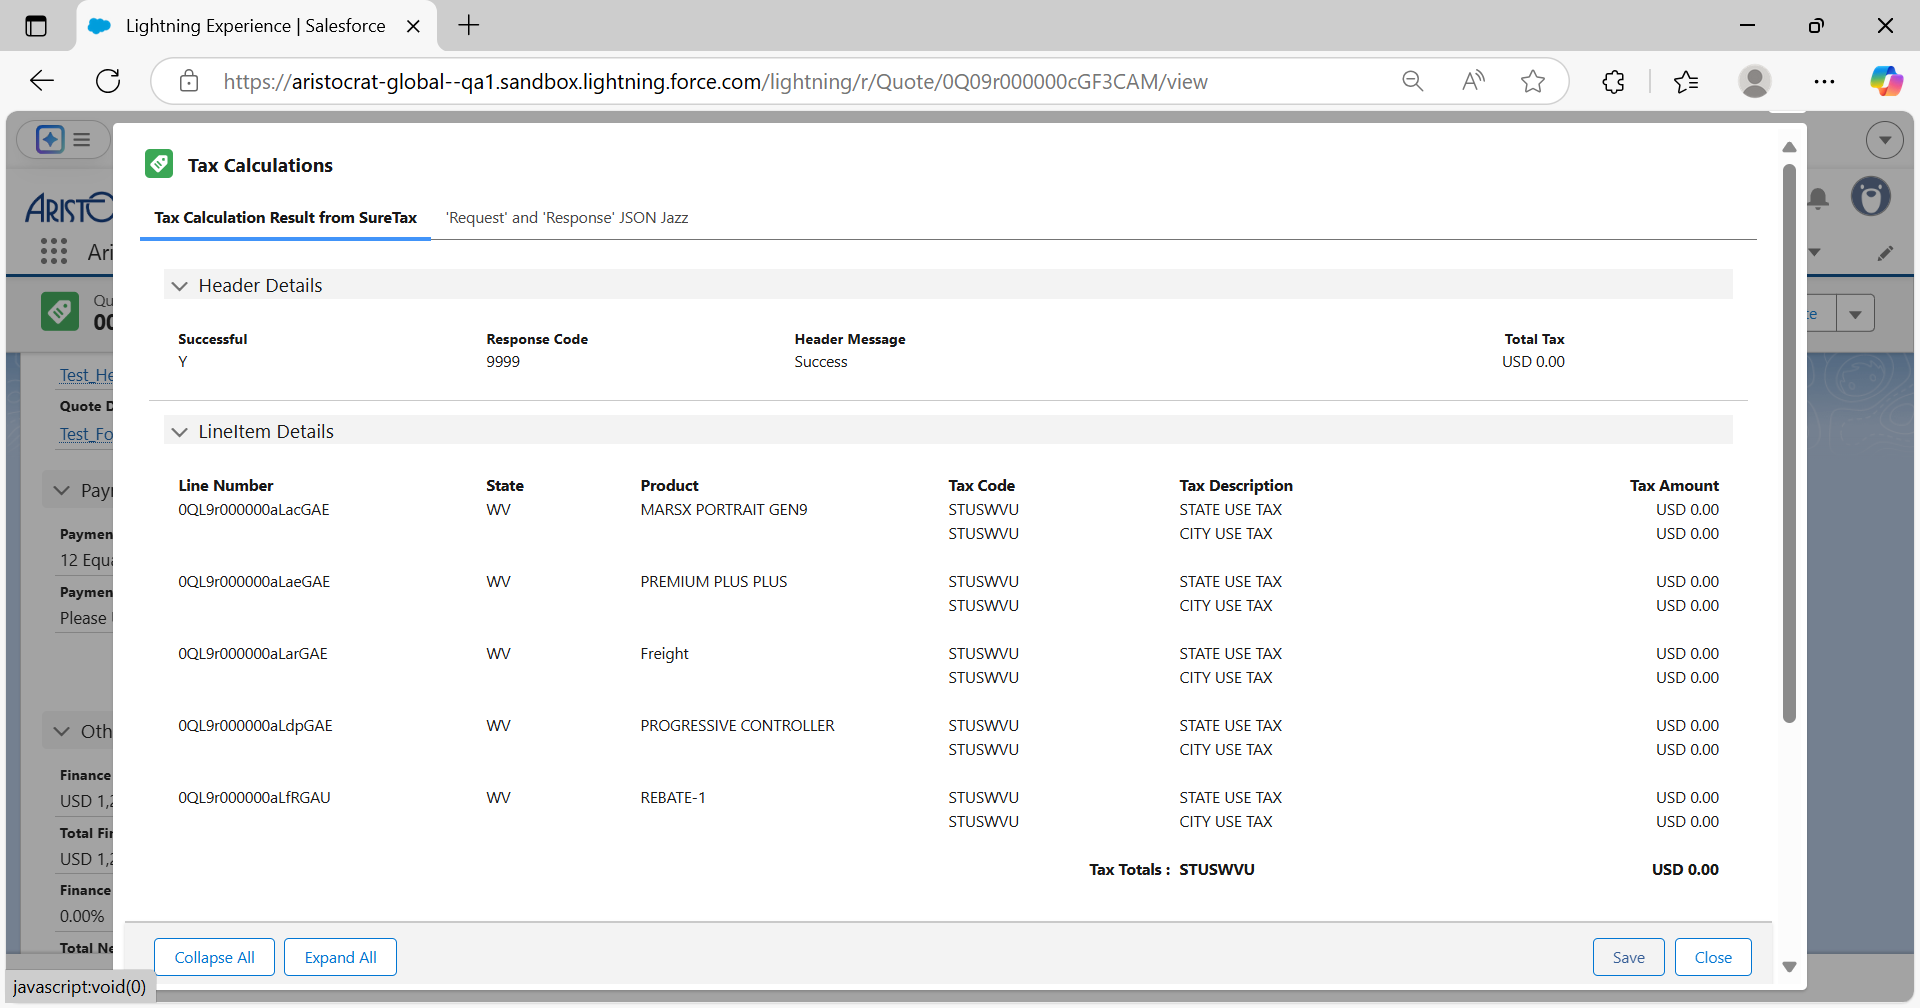 Lightning Experience | Salesforce
https://aristocrat-global--qa1.sandbox.lightning.force.com/lightning/r/Quote/0Q09r000000cGF3CAM/view
Tax Calculations
Tax Calculation Result from SureTax 'Request' and 'Response' JSON Jazz
Header Details
Successful Response Code Header Message Total Tax
Y 9999 Success USD 0.00
LineItem Details
Line Number State Product Tax Code Tax Description Tax Amount
0QL9r000000aLacGAE WV MARSX PORTRAIT GEN9 STUSWVU STATE USE TAX USD 0.00
STUSWVU CITY USE TAX USD 0.00
0QL9r000000aLaeGAE WV PREMIUM PLUS PLUS STUSWVU STATE USE TAX USD 0.00
STUSWVU CITY USE TAX USD 0.00
0QL9r000000aLarGAE WV Freight STUSWVU STATE USE TAX USD 0.00
STUSWVU CITY USE TAX USD 0.00
0QL9r000000aLdpGAE WV PROGRESSIVE CONTROLLER STUSWVU STATE USE TAX USD 0.00
STUSWVU CITY USE TAX USD 0.00
0QL9r000000aLfRGAU WV REBATE-1 STUSWVU STATE USE TAX USD 0.00
STUSWVU CITY USE TAX USD 0.00
Tax Totals : STUSWVU USD 0.00
Collapse All Expand All Save Close
ARISTO
Ari
Qu
00
Test_He
Quote D
Test_Fo
Pay
Paymen
12 Equa
Paymen
Please
Oth
Finance
USD 1,2
Total Fin
USD 1,2
Finance
0.00%
Total Ne
te
javascript:void(0)